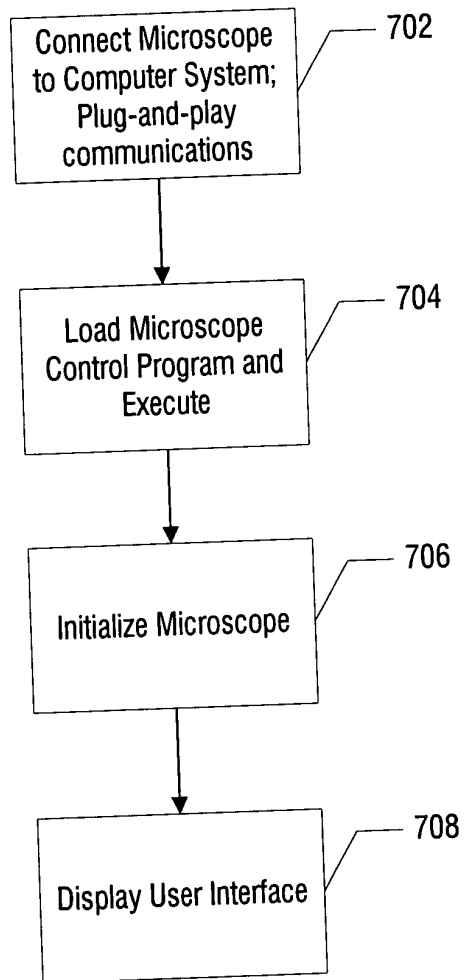 Connect Microscope
to Computer System;
Plug-and-play
communications
702
Load Microscope
Control Program and
Execute
704
Initialize Microscope
706
Display User Interface
708